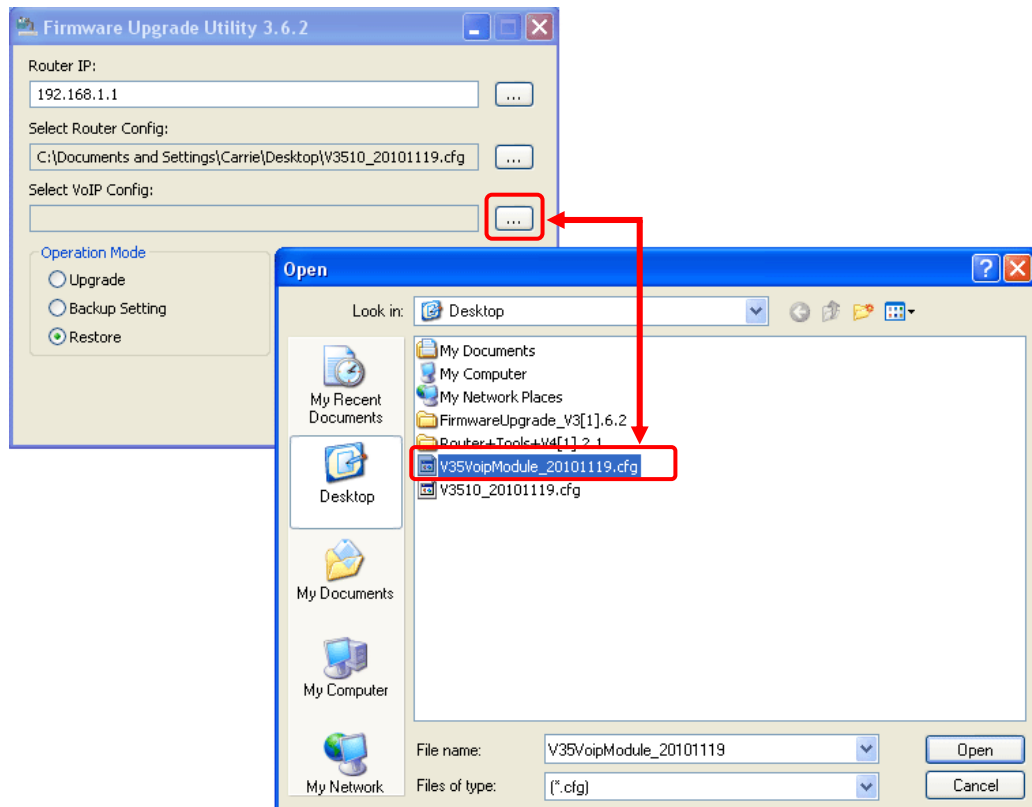 Firmware Upgrade Utility 3.6.2
Router IP:
192.168.1.1
...
Select Router Config:
C:\Documents and Settings\Carrie\Desktop\V3510_20101119.cfg
...
Select VoIP Config:
...
Operation Mode
Upgrade
Backup Setting
Restore
Open
Look in:
Desktop
My Recent
Documents
Desktop
My Documents
My Computer
My Network
My Documents
My Computer
My Network Places
FirmwareUpgrade_V3[1].6.2
Router+Tools+V4[1].2.1
V35VoipModule_20101119.cfg
V3510_20101119.cfg
File name:
V35VoipModule_20101119
Open
Files of type:
(*.cfg)
Cancel